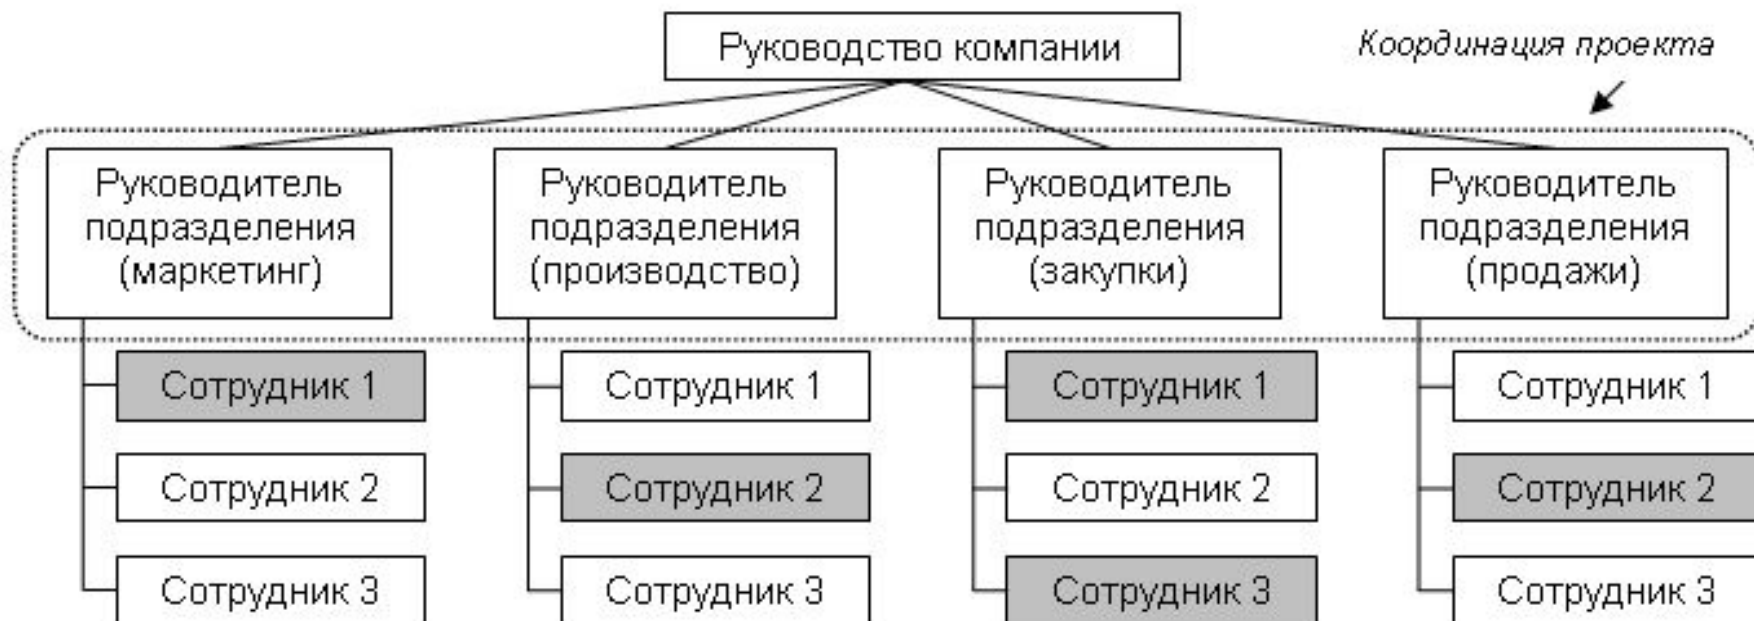 Руководство компании
Координация проекта
Руководитель
подразделения
(маркетинг)
Руководитель
подразделения
(производство)
Руководитель
подразделения
(закупки)
Руководитель
подразделения
(продажи)
Сотрудник 1
Сотрудник 1
Сотрудник 1
Сотрудник 1
Сотрудник 2
Сотрудник 2
Сотрудник 2
Сотрудник 2
Сотрудник 3
Сотрудник 3
Сотрудник 3
Сотрудник 3